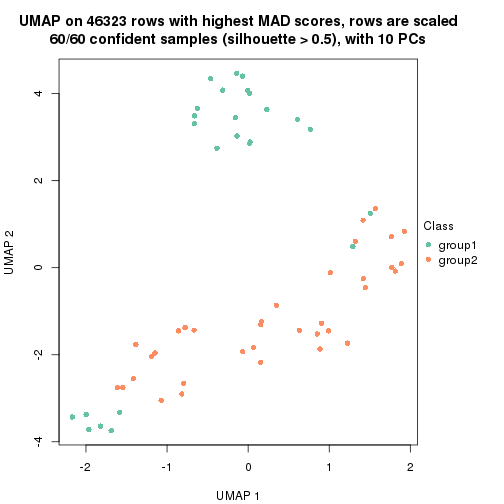 UMAP on 46323 rows with highest MAD scores, rows are scaled
60/60 confident samples (silhouette > 0.5), with 10 PCs
4
2
0
-2
-4
UMAP 2
Class
group1
group2
-2 -1 0 1 2
UMAP 1